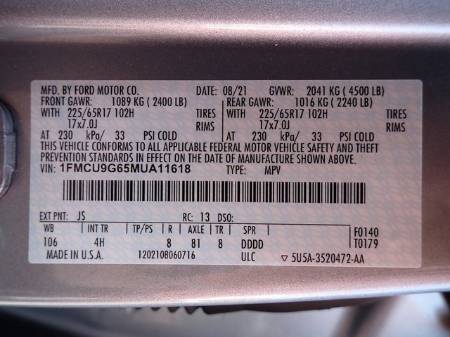 MFD. BY FORD MOTOR CO.
DATE: 08/21 GVWR: 2041 KG ( 4500 LB)
FRONT GAWR: 1089 KG ( 2400 LB) REAR GAWR: 1016 KG ( 2240 LB)
WITH 225/65R17 102H TIRES WITH 225/65R17 102H TIRES
17x7.0J RIMS 17x7.0J RIMS
AT 230 kPa/ 33 PSI COLD AT 230 kPa/ 33 PSI COLD
THIS VEHICLE CONFORMS TO ALL APPLICABLE FEDERAL MOTOR VEHICLE SAFETY AND THEFT PREVENTION STANDARDS IN EFFECT ON THE DATE OF MANUFACTURE SHOWN ABOVE.
VIN: 1FMCU9G65MUA11618 TYPE: MPV
EXT PNT: JS RC: 13 DSO:
WB INT TR TP/PS R AXLE TR SPR F0140
106 4H 8 81 8 DDDD T0179
MADE IN U.S.A. 1202108060716 ULC ▽ 5U5A-3520472-AA